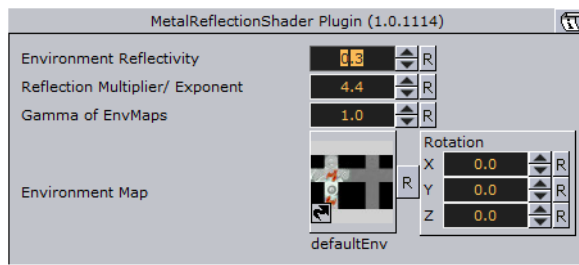 MetalReflectionShader Plugin (1.0.1114)
Environment Reflectivity 0.3 R
Reflection Multiplier/ Exponent 4.4 R
Gamma of EnvMaps 1.0 R
Rotation
X 0.0 R
Environment Map R Y 0.0 R
Z 0.0 R
defaultEnv